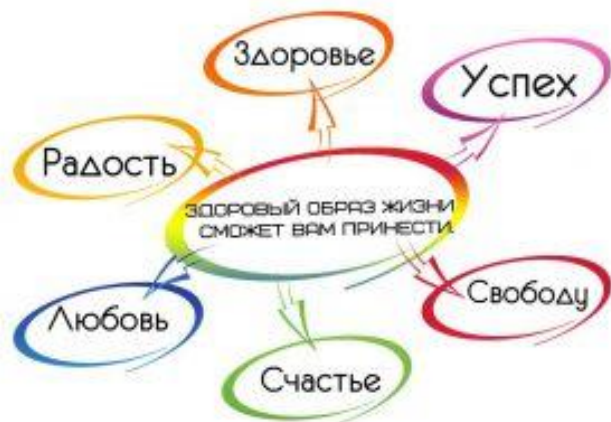 Здоровье
Успех
Радость
ЗДОРОВЫЙ ОБРАЗ ЖИЗНИ
СМОЖЕТ ВАМ ПРИНЕСТИ.
Свободу
Любовь
Счастье